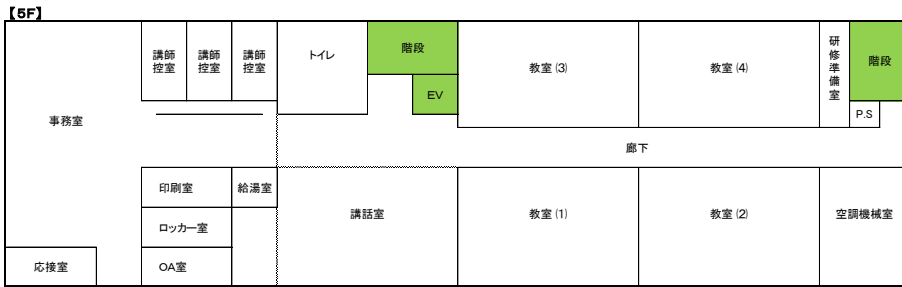 【5F】
講師
控室
講師
控室
講師
控室
トイレ
階段
EV
教室 (3)
教室 (4)
研修準備室
階段
P.S
事務室
廊下
印刷室
給湯室
ロッカー室
講話室
教室 (1)
教室 (2)
空調機械室
応接室
OA室